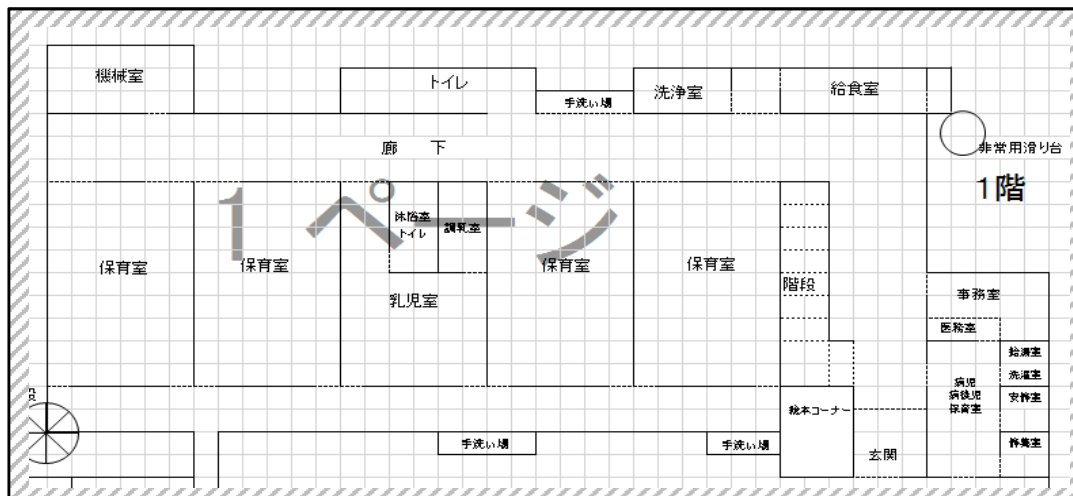 機械室
トイレ
手洗い場
洗浄室
給食室
廊 下
非常用滑り台
1階
1 ページ
沐浴室
トイレ
調乳室
保育室
保育室
保育室
保育室
乳児室
階段
事務室
医務室
給湯室
洗濯室
病児
病後児
保育室
安静室
絵本コーナー
段
手洗い場
手洗い場
玄関